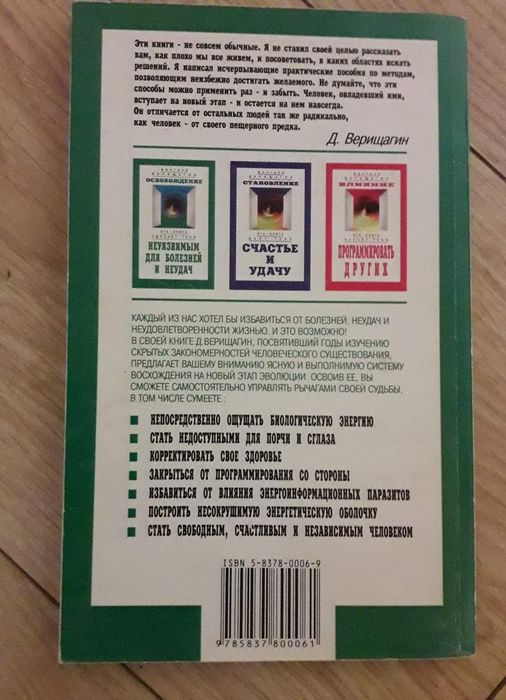 Эти книги - не совсем обычные. Я не ставил своей целью рассказать
вам, как плохо мы все живем, и посоветовать, в каких областях искать
решений. Я написал исчерпывающие практические пособия по методам,
позволяющим неизбежно достигать желаемого. Не думайте, что эти
способы можно применить раз - и забыть. Человек, овладевший ими,
вступает на новый этап - и остается на нем навсегда.
Он отличается от остальных людей так же радикально,
как человек - от своего пещерного предка.
Д. Верищагин
ОСВОБОЖДЕНИЕ
НЕУЯЗВИМЫМ
ДЛЯ БОЛЕЗНЕЙ
И НЕУДАЧ
СТАНОВЛЕНИЕ
СЧАСТЬЕ И
УДАЧУ
ВЛИЯНИЕ
ПРОГРАММИРОВАТЬ
ДРУГИХ
КАЖДЫЙ ИЗ НАС ХОТЕЛ БЫ ИЗБАВИТЬСЯ ОТ БОЛЕЗНЕЙ, НЕУДАЧ И
НЕУДОВЛЕТВОРЕННОСТИ ЖИЗНЬЮ. И ЭТО ВОЗМОЖНО!
В СВОЕЙ КНИГЕ Д.ВЕРИЩАГИН, ПОСВЯТИВШИЙ ГОДЫ ИЗУЧЕНИЮ
СКРЫТЫХ ЗАКОНОМЕРНОСТЕЙ ЧЕЛОВЕЧЕСКОГО СУЩЕСТВОВАНИЯ,
ПРЕДЛАГАЕТ ВАШЕМУ ВНИМАНИЮ ЯСНУЮ И ВЫПОЛНИМУЮ СИСТЕМУ
ВОСХОЖДЕНИЯ НА НОВЫЙ ЭТАП ЭВОЛЮЦИИ. ОСВОИВ ЕЕ, ВЫ
СМОЖЕТЕ САМОСТОЯТЕЛЬНО УПРАВЛЯТЬ РЫЧАГАМИ СВОЕЙ СУДЬБЫ,
В ТОМ ЧИСЛЕ СУМЕЕТЕ :
НЕПОСРЕДСТВЕННО ОЩУЩАТЬ БИОЛОГИЧЕСКУЮ ЭНЕРГИЮ
СТАТЬ НЕДОСТУПНЫМИ ДЛЯ ПОРЧИ И СГЛАЗА
КОРРЕКТИРОВАТЬ СВОЕ ЗДОРОВЬЕ
ЗАКРЫТЬСЯ ОТ ПРОГРАММИРОВАНИЯ СО СТОРОНЫ
ИЗБАВИТЬСЯ ОТ ВЛИЯНИЯ ЭНЕРГОИНФОРМАЦИОННЫХ ПАРАЗИТОВ
ПОСТРОИТЬ НЕСОКРУШИМУЮ ЭНЕРГЕТИЧЕСКУЮ ОБОЛОЧКУ
СТАТЬ СВОБОДНЫМ, СЧАСТЛИВЫМ И НЕЗАВИСИМЫМ ЧЕЛОВЕКОМ
ISBN 5-8378-0006-9
9785837800061